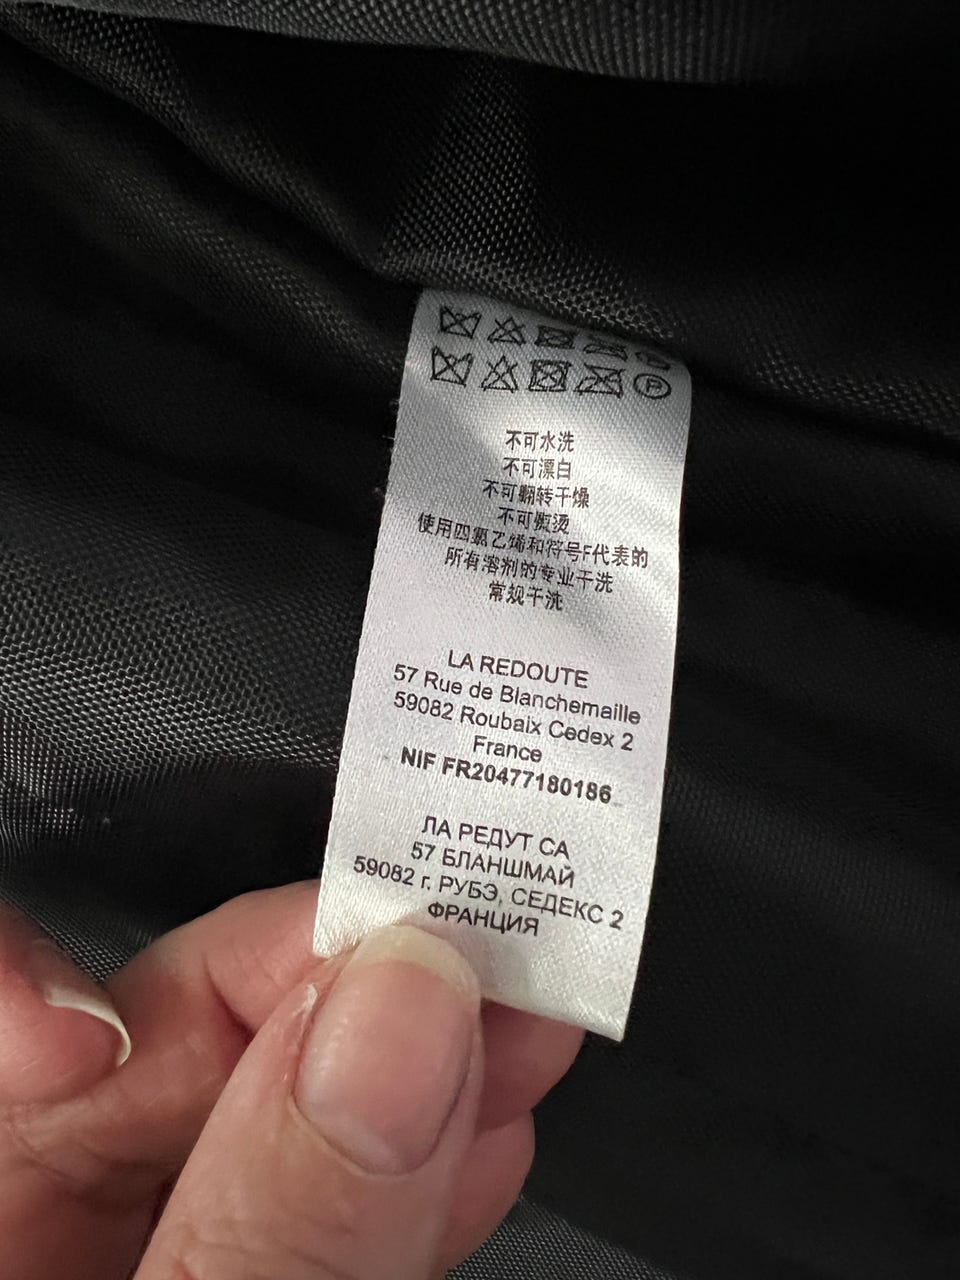 P
不可水洗
不可漂白
不可翻转干燥
不可熨烫
使用四氯乙烯和符号F代表的
所有溶剂的专业干洗
常规干洗
LA REDOUTE
57 Rue de Blanchemaille
59082 Roubaix Cedex 2
France
NIF FR20477180186
ЛА РЕДУТ СА
57 БЛАНШМАЙ
59082 г. РУБЭ, СЕДЕКС 2
ФРАНЦИЯ